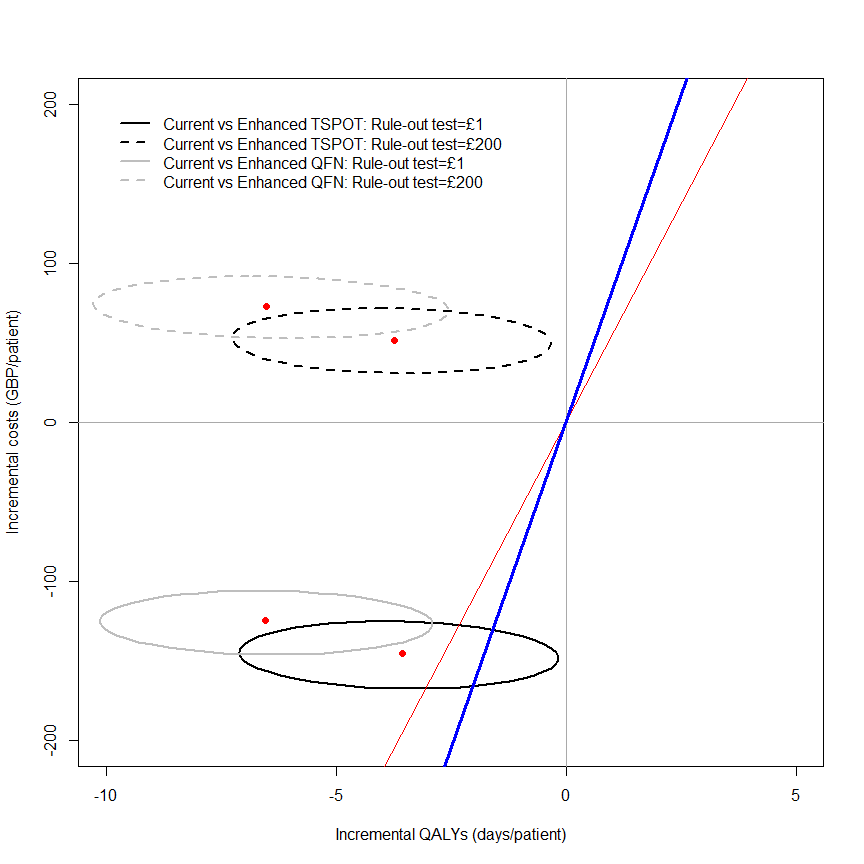 200
100
0
-100
-200
Incremental costs (GBP/patient)
Current vs Enhanced TSPOT: Rule-out test=£1
Current vs Enhanced TSPOT: Rule-out test=£200
Current vs Enhanced QFN: Rule-out test=£1
Current vs Enhanced QFN: Rule-out test=£200
-10
-5
0
5
Incremental QALYs (days/patient)